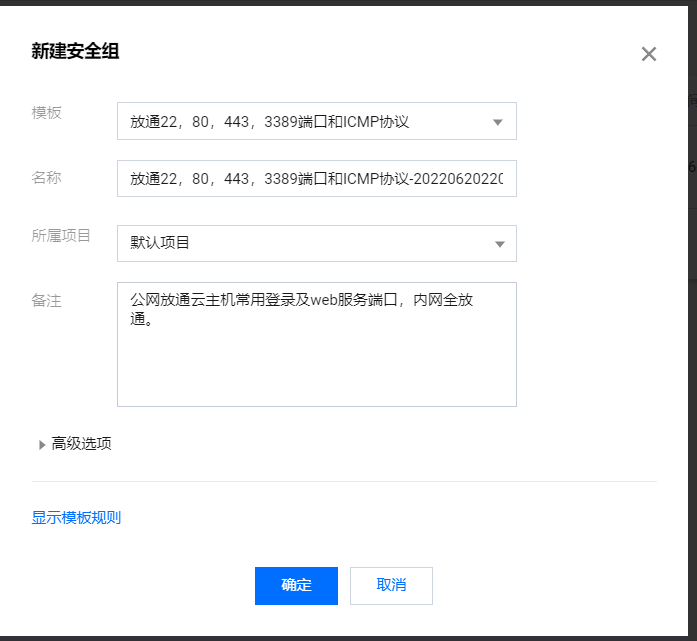 新建安全组
模板
放通22，80，443，3389端口和ICMP协议
名称
放通22，80，443，3389端口和ICMP协议-20220620220
所属项目
默认项目
备注
公网放通云主机常用登录及web服务端口，内网全放
通。
高级选项
显示模板规则
确定
取消